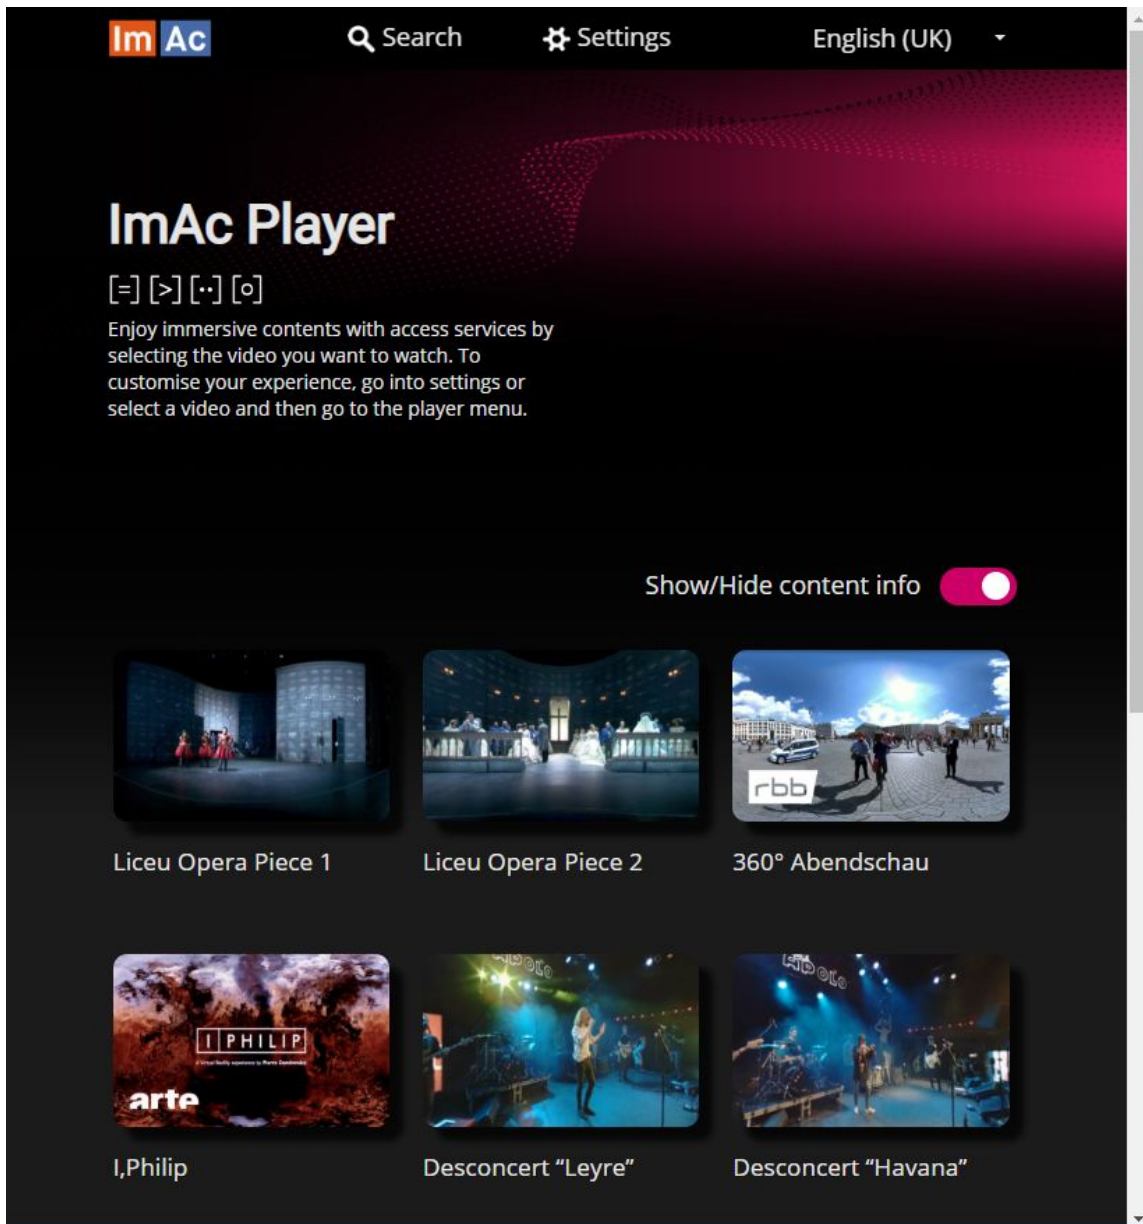 Im Ac
Search
Settings
English (UK)
ImAc Player
[=] [>] [··] [o]
Enjoy immersive contents with access services by
selecting the video you want to watch. To
customise your experience, go into settings or
select a video and then go to the player menu.
Show/Hide content info
rbb
Liceu Opera Piece 1
Liceu Opera Piece 2
360° Abendschau
I PHILIP
arte
APOLO
APOLO
I,Philip
Desconcert “Leyre”
Desconcert “Havana”